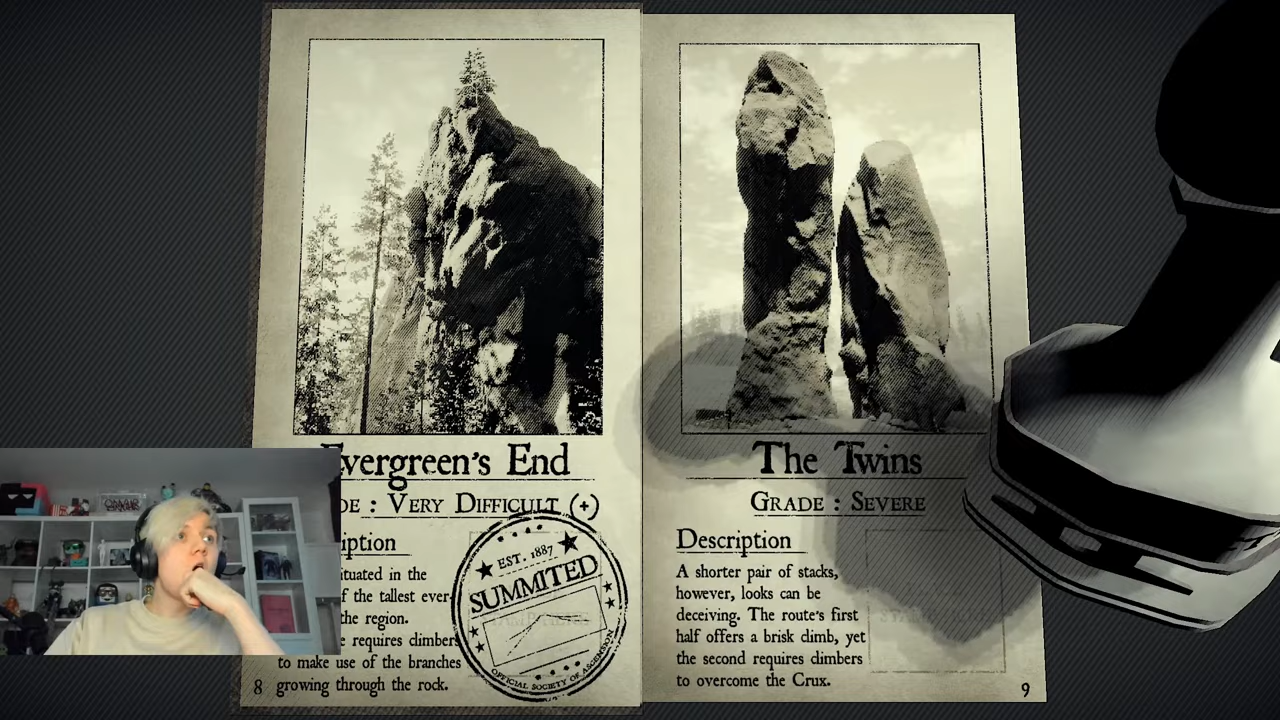 Evergreen's End
DE : VERY DIFFICULT (+)
iption
ituated in the
f the tallest ever-
the region.
e requires climbers
to make use of the branches
growing through the rock.
8
EST. 1887
SUMMITED
OFFICIAL SOCIETY OF ASCENSION
The Twins
GRADE : SEVERE
Description
A shorter pair of stacks,
however, looks can be
deceiving. The route's first
half offers a brisk climb, yet
the second requires climbers
to overcome the Crux.
9